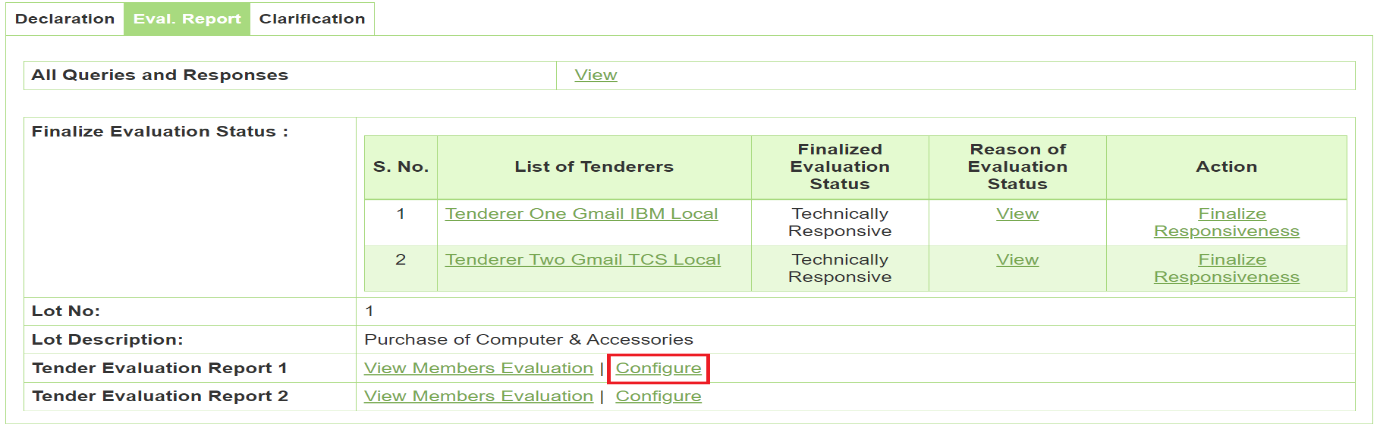 Declaration Eval. Report Clarification
All Queries and Responses View
Finalize Evaluation Status :
S. No. List of Tenderers Finalized Evaluation Status Reason of Evaluation Status Action
1 Tenderer One Gmail IBM Local Technically Responsive View Finalize Responsiveness
2 Tenderer Two Gmail TCS Local Technically Responsive View Finalize Responsiveness
Lot No: 1
Lot Description: Purchase of Computer & Accessories
Tender Evaluation Report 1 View Members Evaluation | Configure
Tender Evaluation Report 2 View Members Evaluation | Configure